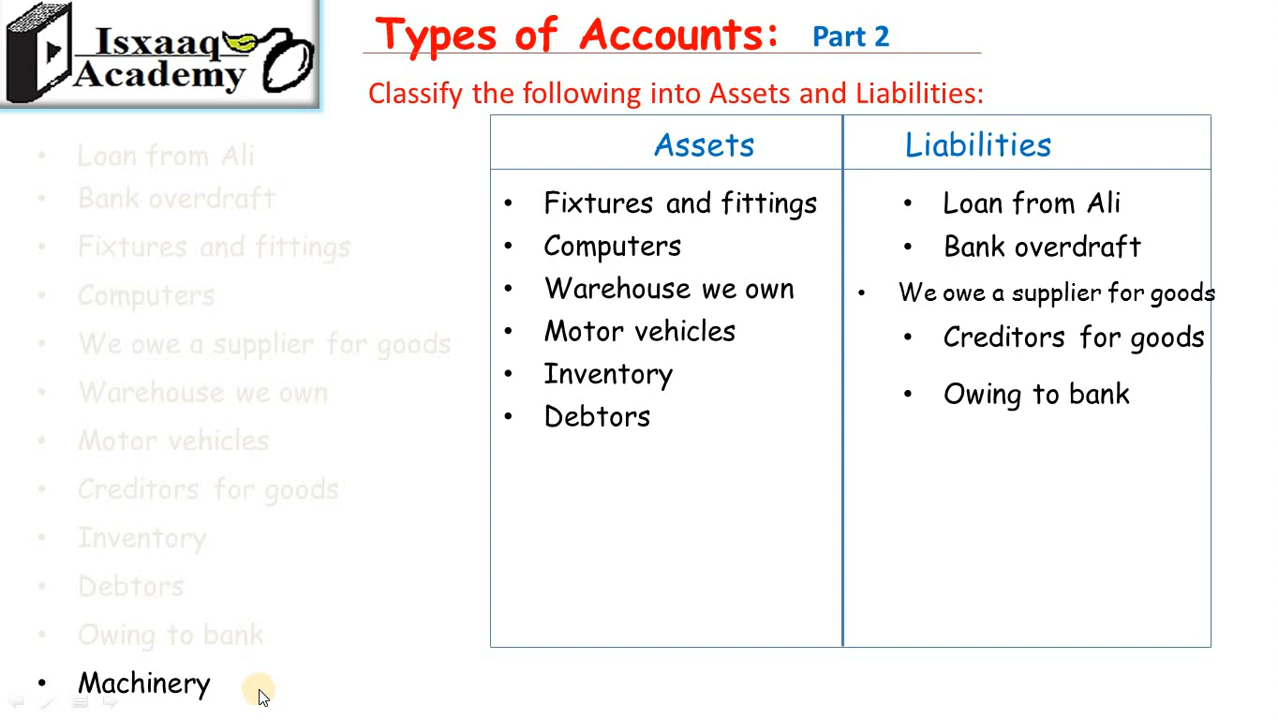 Isxaaq
Academy
Types of Accounts: Part 2
Classify the following into Assets and Liabilities:
• Loan from Ali
• Bank overdraft
• Fixtures and fittings
• Computers
• We owe a supplier for goods
• Warehouse we own
• Motor vehicles
• Creditors for goods
• Inventory
• Debtors
• Owing to bank
• Machinery
Assets
• Fixtures and fittings
• Computers
• Warehouse we own
• Motor vehicles
• Inventory
• Debtors
Liabilities
• Loan from Ali
• Bank overdraft
• We owe a supplier for goods
• Creditors for goods
• Owing to bank